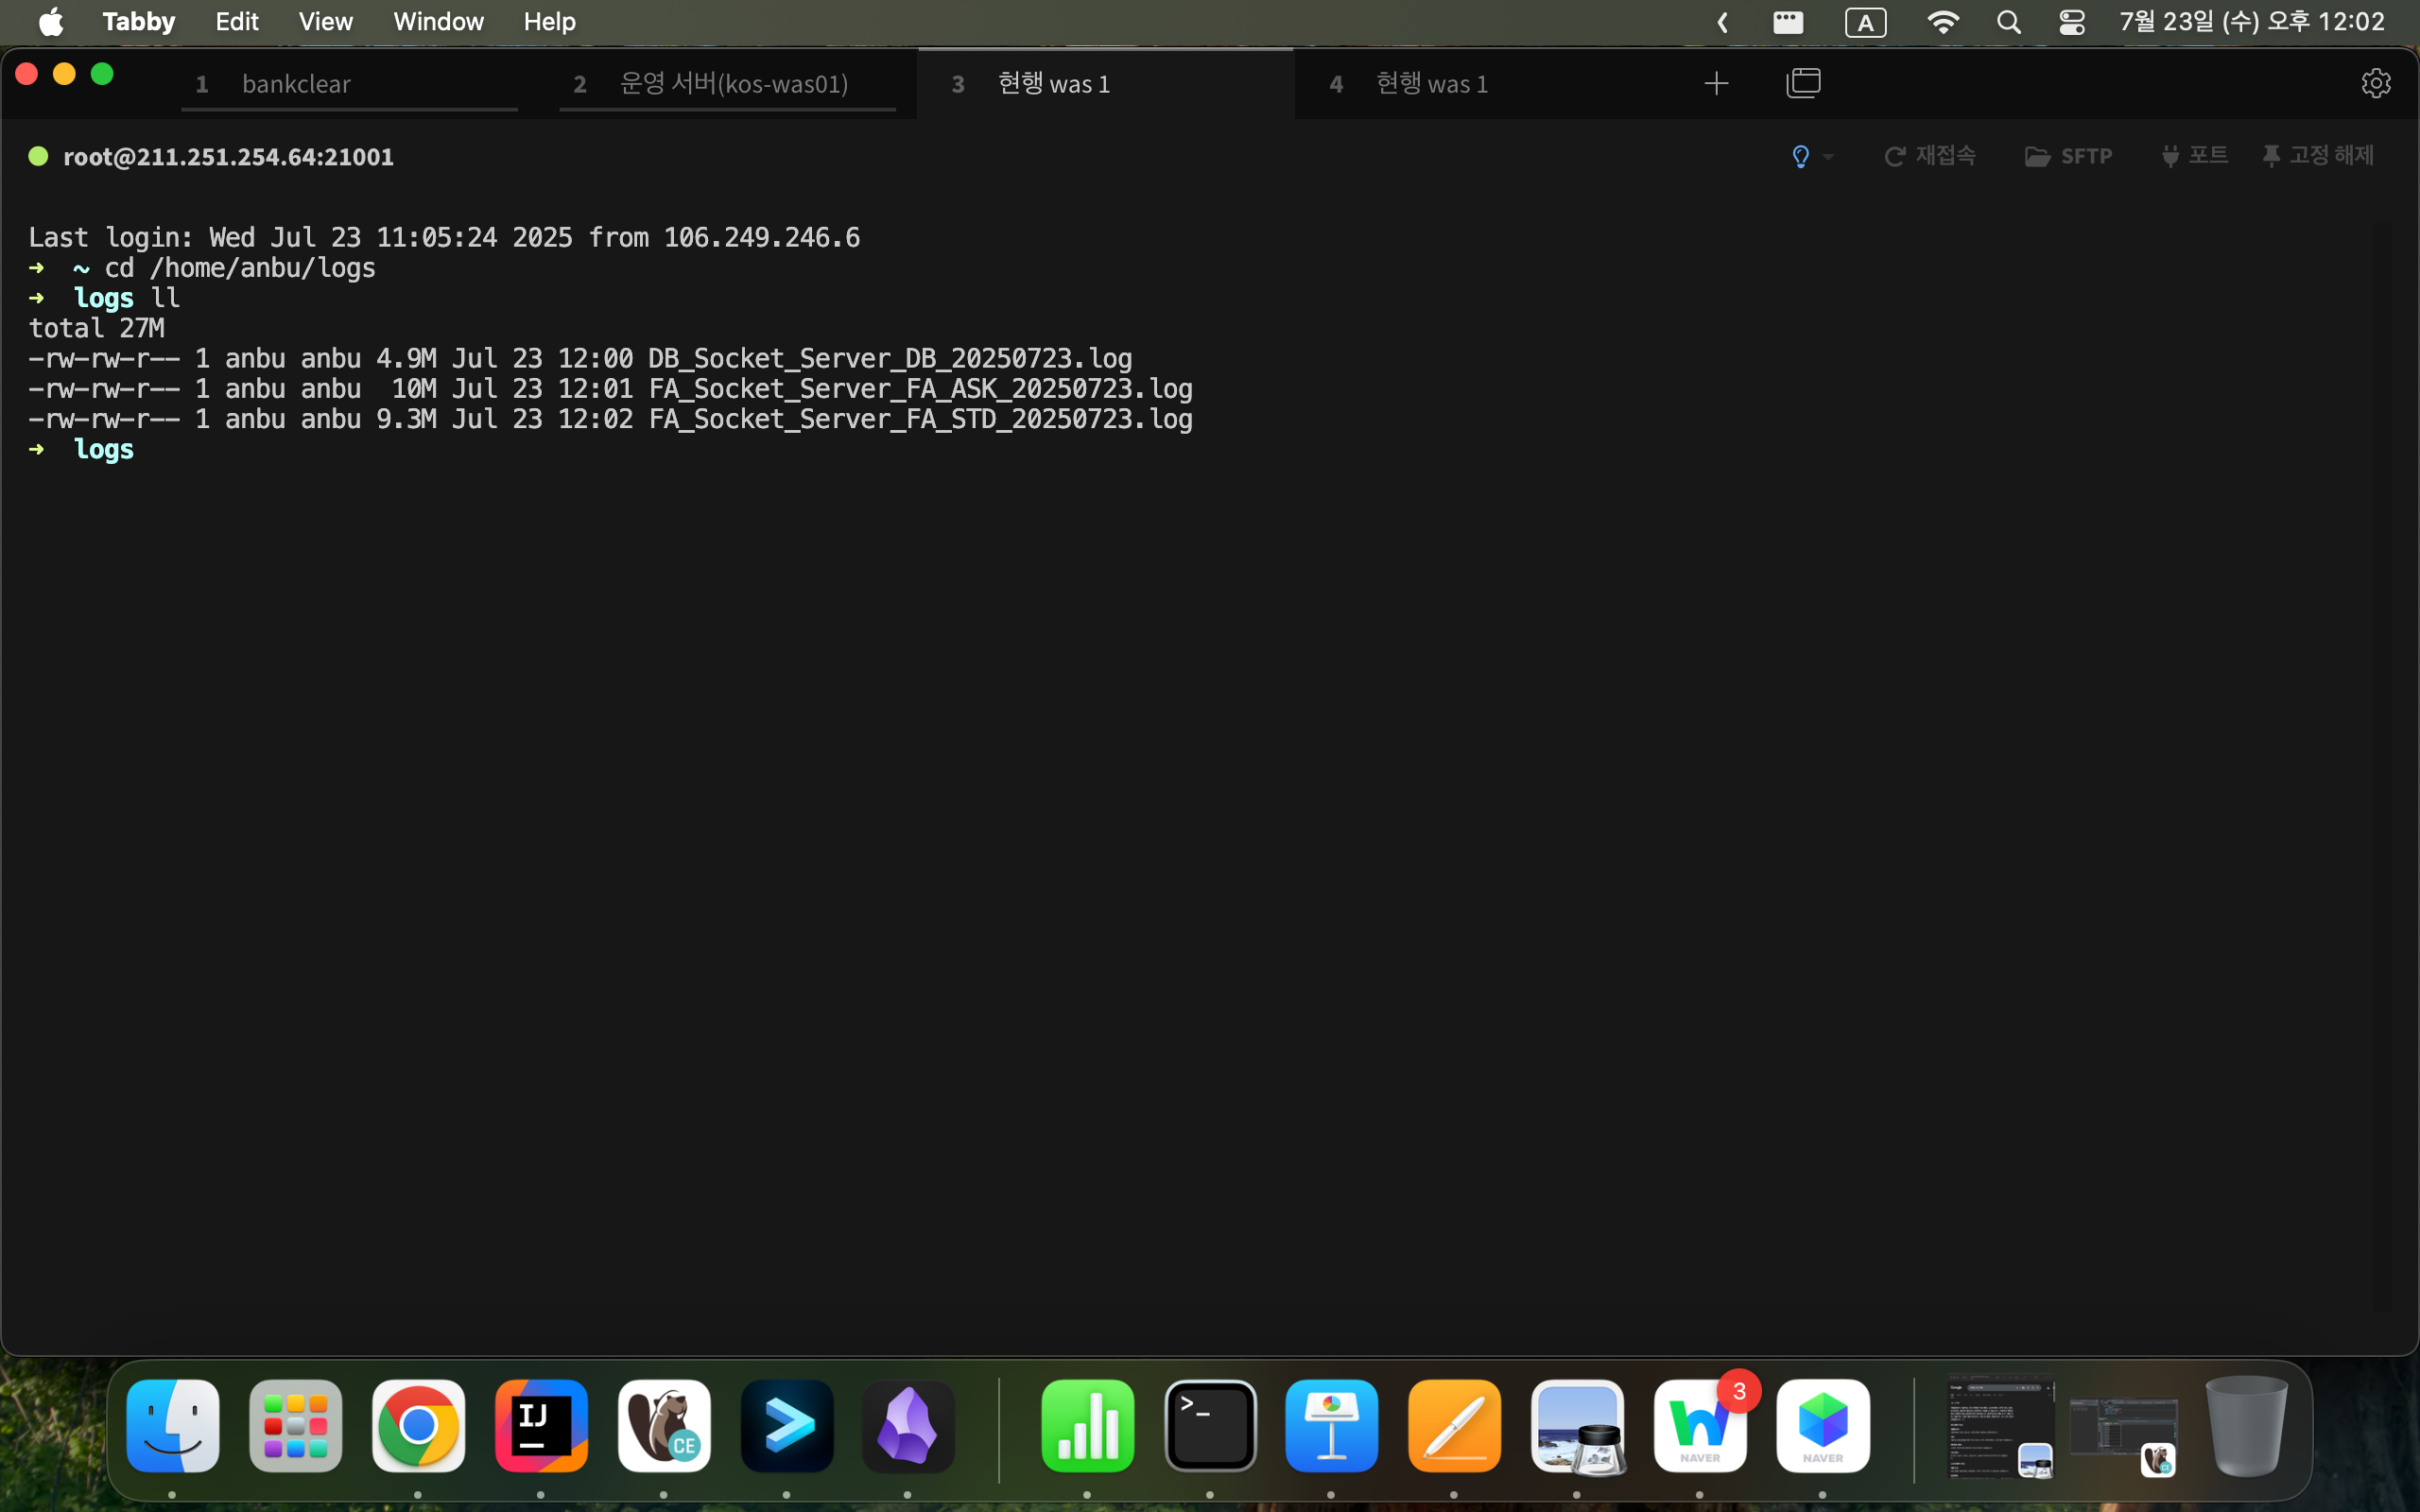 Tabby Edit View Window Help A 7월 23일 (수) 오후 12:02
1 bankclear 2 운영 서버(kos-was01) 3 현행 was 1 4 현행 was 1
root@211.251.254.64:21001 재접속 SFTP 포트 고정 해제
Last login: Wed Jul 23 11:05:24 2025 from 106.249.246.6
➜ ~ cd /home/anbu/logs
➜ logs ll
total 27M
-rw-rw-r-- 1 anbu anbu 4.9M Jul 23 12:00 DB_Socket_Server_DB_20250723.log
-rw-rw-r-- 1 anbu anbu  10M Jul 23 12:01 FA_Socket_Server_FA_ASK_20250723.log
-rw-rw-r-- 1 anbu anbu 9.3M Jul 23 12:02 FA_Socket_Server_FA_STD_20250723.log
➜ logs
IJ CE >_ NAVER 3 NAVER